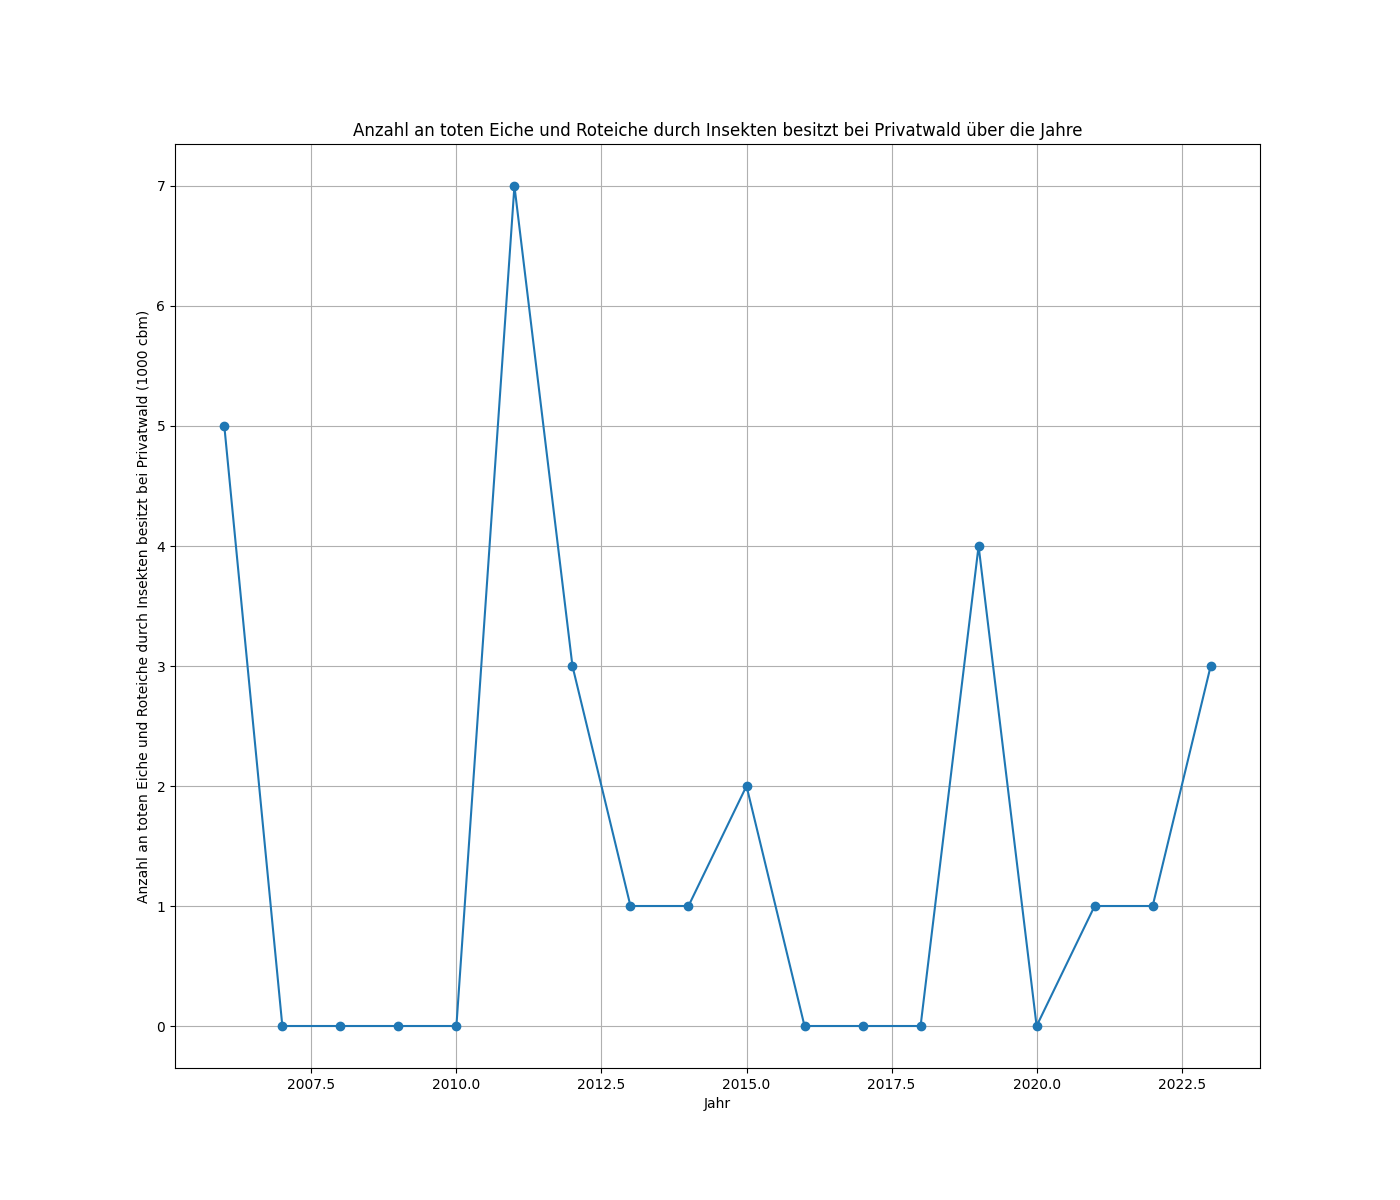 Anzahl an toten Eiche und Roteiche durch Insekten besitzt bei Privatwald über die Jahre
Anzahl an toten Eiche und Roteiche durch Insekten besitzt bei Privatwald (1000 cbm)
7
6
5
4
3
2
1
0
2007.5 2010.0 2012.5 2015.0 2017.5 2020.0 2022.5
Jahr